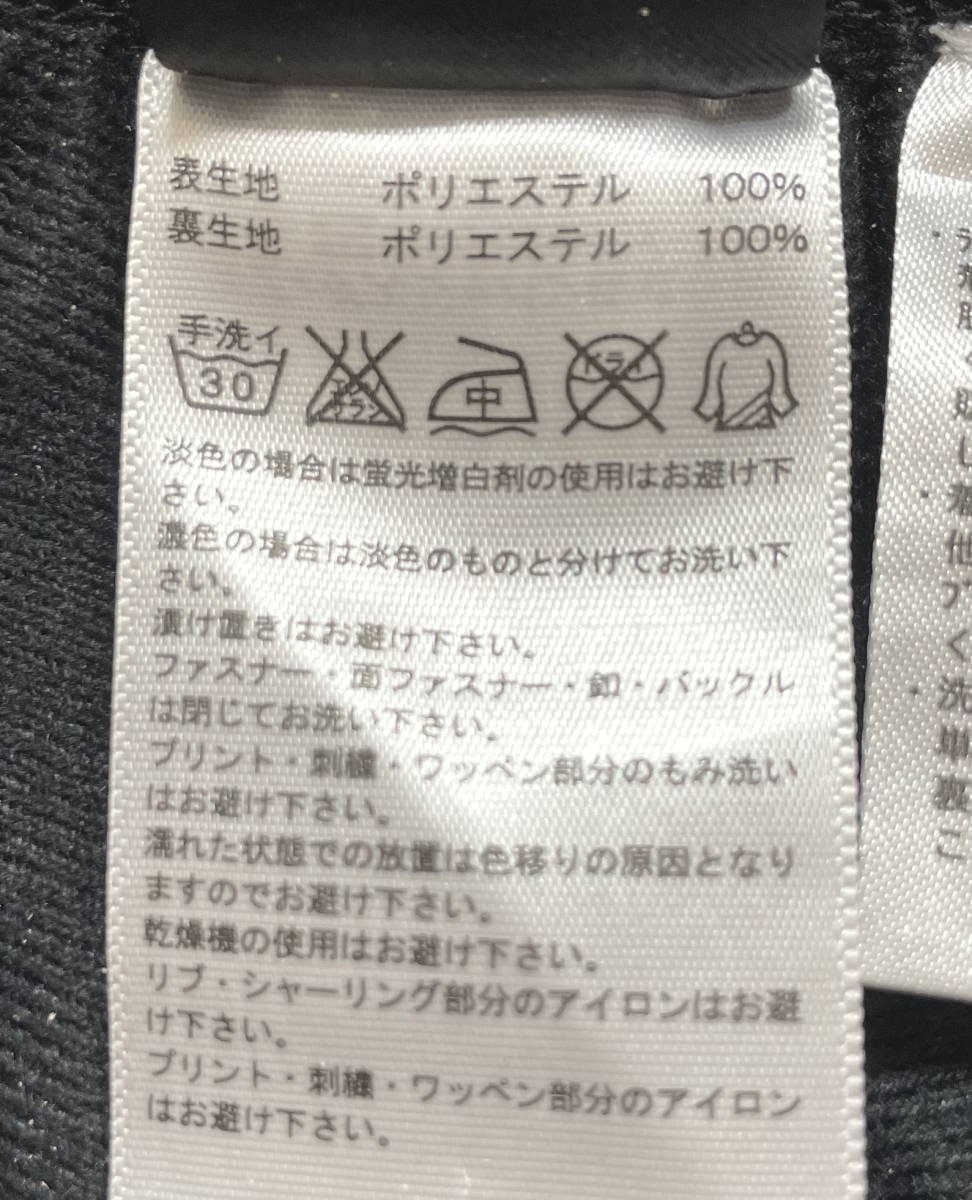 表生地 ポリエステル 100%
裏生地 ポリエステル 100%
手洗イ
30
中
ドライ
淡色の場合は蛍光増白剤の使用はお避け下
さい。
濃色の場合は淡色のものと分けてお洗い下
さい。
漬け置きはお避け下さい。
ファスナー・面ファスナー・釦・バックル
は閉じてお洗い下さい。
プリント・刺繍・ワッペン部分のもみ洗い
はお避け下さい。
濡れた状態での放置は色移りの原因となり
ますのでお避け下さい。
乾燥機の使用はお避け下さい。
リブ・シャーリング部分のアイロンはお避
け下さい。
プリント・刺繍・ワッペン部分のアイロン
はお避け下さい。